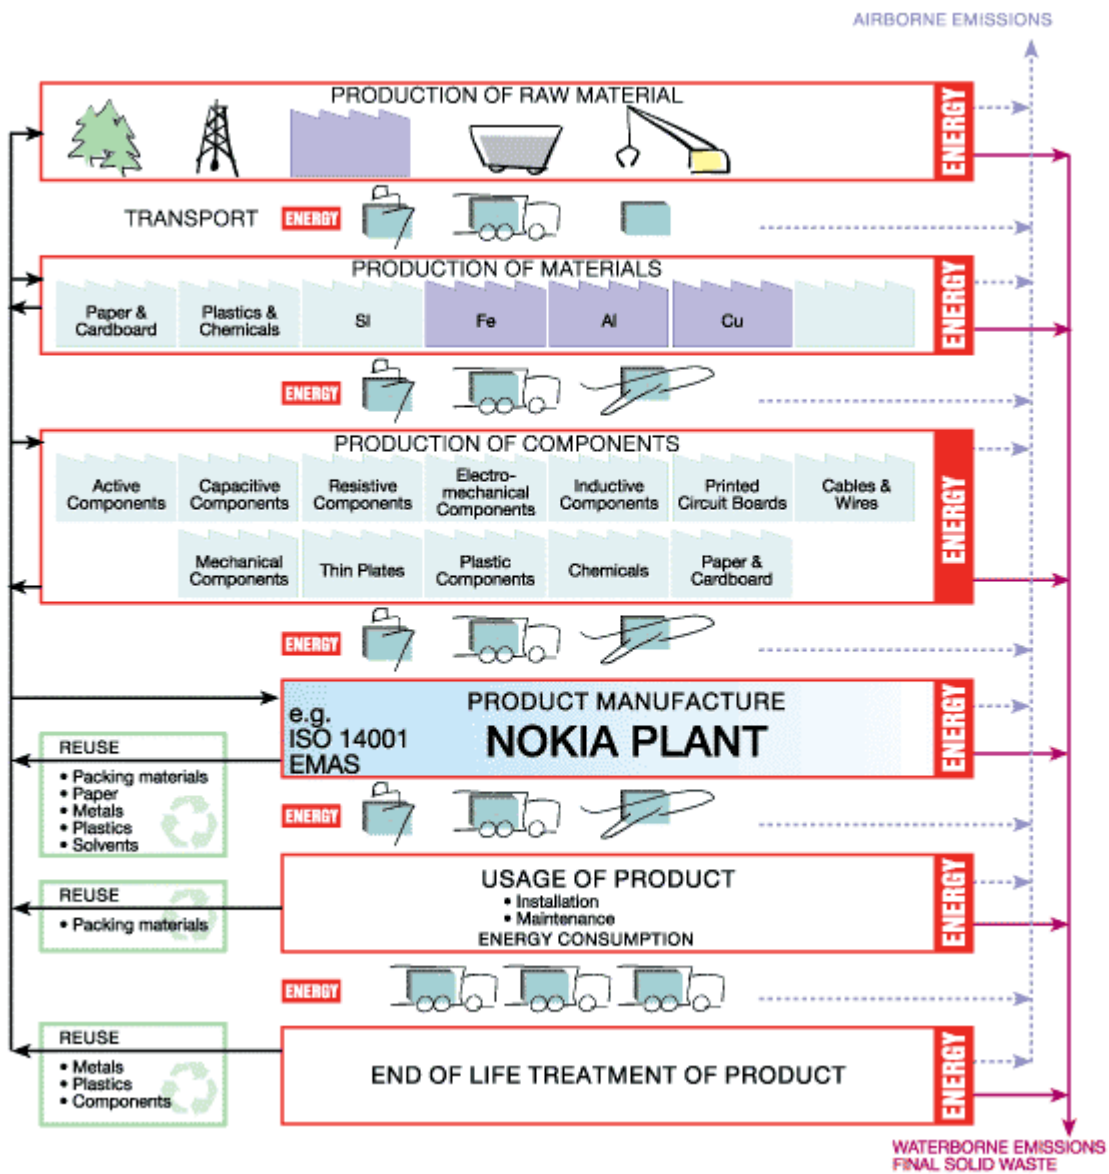 AIRBORNE EMISSIONS
PRODUCTION OF RAW MATERIAL
ENERGY
TRANSPORT
ENERGY
PRODUCTION OF MATERIALS
Paper &
Cardboard
Plastics &
Chemicals
SI
Fe
Al
Cu
ENERGY
ENERGY
PRODUCTION OF COMPONENTS
Active
Components
Capacitive
Components
Resistive
Components
Electro-
mechanical
Components
Inductive
Components
Printed
Circuit Boards
Cables &
Wires
Mechanical
Components
Thin Plates
Plastic
Components
Chemicals
Paper &
Cardboard
ENERGY
ENERGY
e.g.
ISO 14001
EMAS
PRODUCT MANUFACTURE
NOKIA PLANT
ENERGY
REUSE
• Packing materials
• Paper
• Metals
• Plastics
• Solvents
ENERGY
USAGE OF PRODUCT
• Installation
• Maintenance
ENERGY CONSUMPTION
ENERGY
REUSE
• Packing materials
ENERGY
REUSE
• Metals
• Plastics
• Components
END OF LIFE TREATMENT OF PRODUCT
ENERGY
WATERBORNE EMISSIONS
FINAL SOLID WASTE